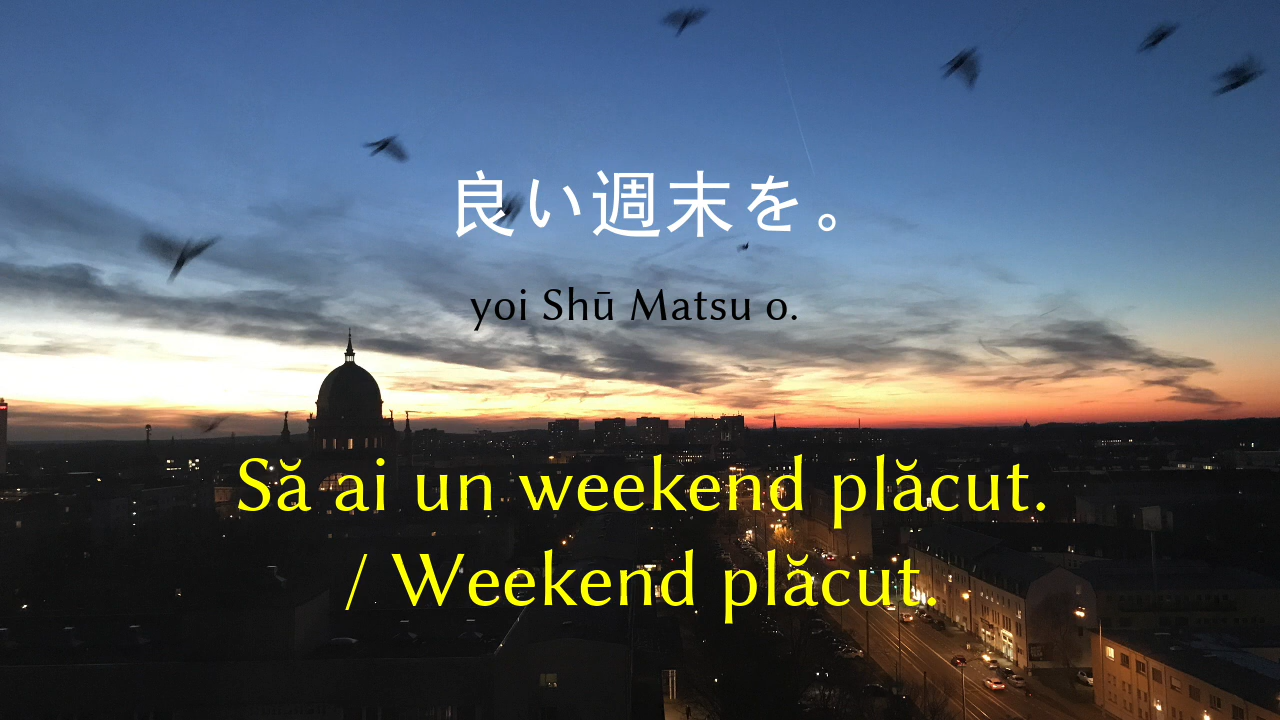 良い週末を。
yoi Shū Matsu o.
Să ai un weekend plăcut.
/ Weekend plăcut.